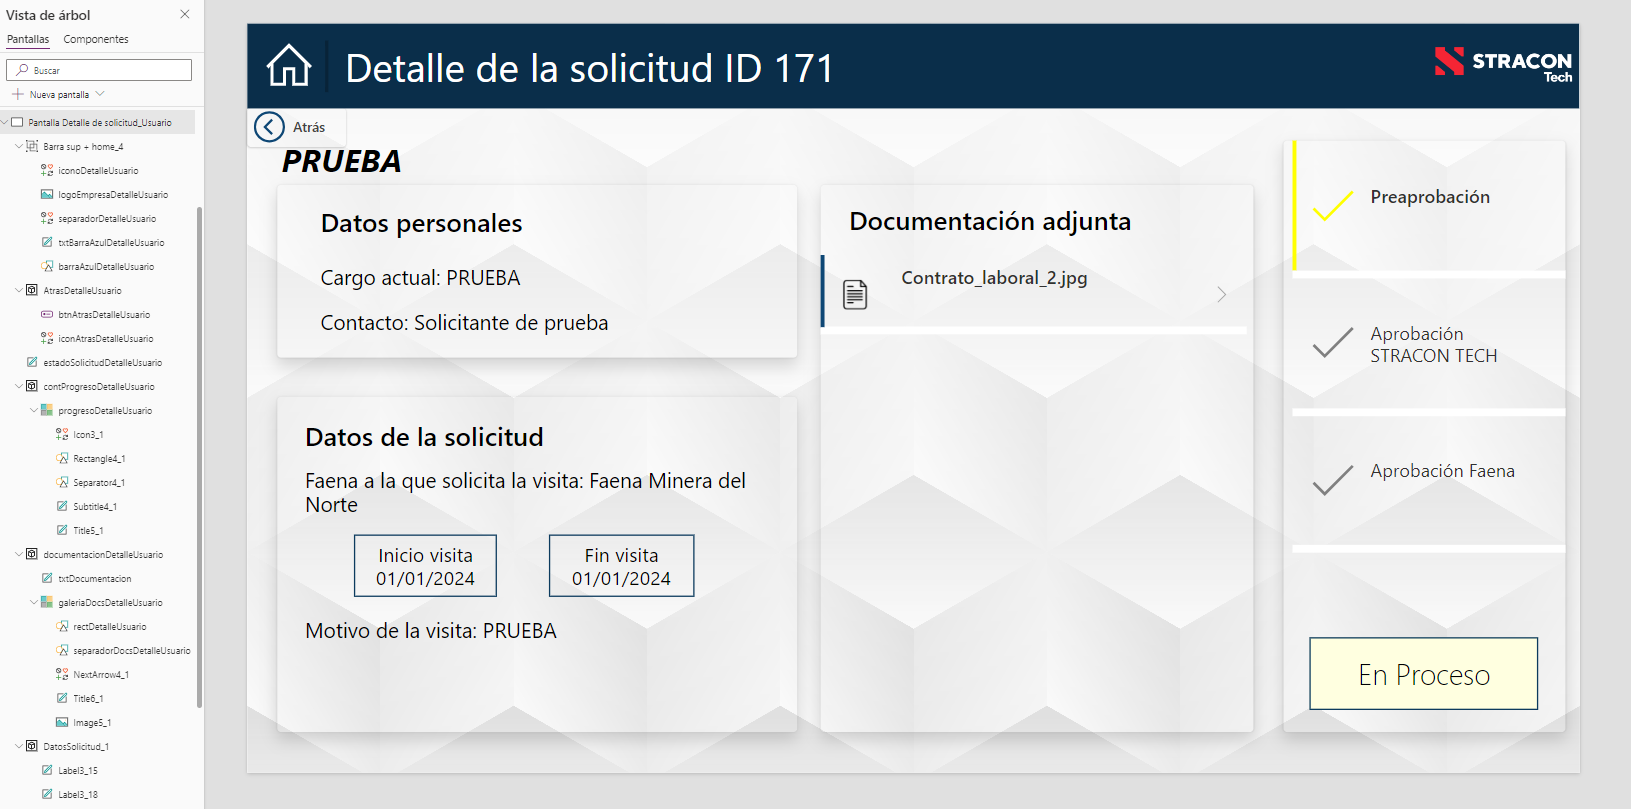 Vista de árbol
Pantallas
Componentes
Buscar
Nueva pantalla
Pantalla Detalle de solicitud_Usuario
Barra sup + home_4
iconoDetalleUsuario
logoEmpresaDetalleUsuario
separadorDetalleUsuario
txtBarraAzulDetalleUsuario
barraAzulDetalleUsuario
AtrasDetalleUsuario
btnAtrasDetalleUsuario
iconAtrasDetalleUsuario
estadoSolicitudDetalleUsuario
contProgresoDetalleUsuario
progresoDetalleUsuario
Icon3_1
Rectangle4_1
Separator4_1
Subtitle4_1
Title5_1
documentacionDetalleUsuario
txtDocumentacion
galeriaDocsDetalleUsuario
rectDetalleUsuario
separadorDocsDetalleUsuario
NextArrow4_1
Title6_1
Image5_1
DatosSolicitud_1
Label3_15
Label3_18
Detalle de la solicitud ID 171
STRACON
Tech
Atrás
PRUEBA
Datos personales
Cargo actual: PRUEBA
Contacto: Solicitante de prueba
Datos de la solicitud
Faena a la que solicita la visita: Faena Minera del
Norte
Inicio visita
01/01/2024
Fin visita
01/01/2024
Motivo de la visita: PRUEBA
Documentación adjunta
Contrato_laboral_2.jpg
Preaprobación
Aprobación
STRACON TECH
Aprobación Faena
En Proceso